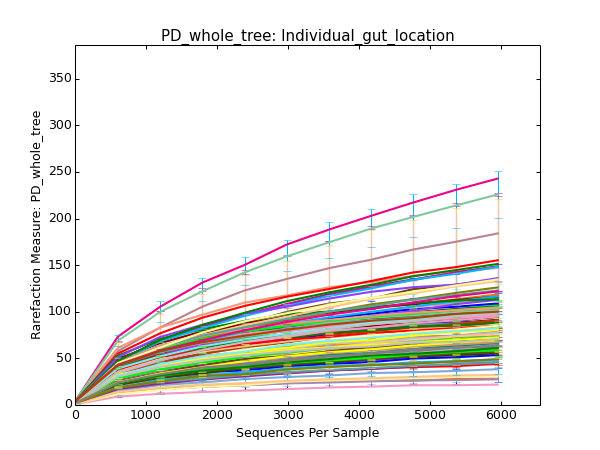 PD_whole_tree: Individual_gut_location
Rarefaction Measure: PD_whole_tree
350
300
250
200
150
100
50
0
0 1000 2000 3000 4000 5000 6000
Sequences Per Sample